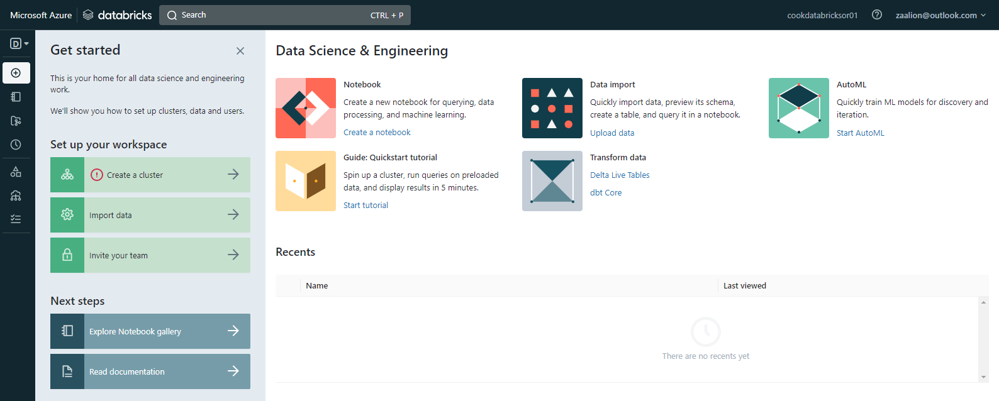 Microsoft Azure databricks Search CTRL + P cookdatabricksor01 ? zaalion@outlook.com
D
Get started
This is your home for all data science and engineering
work.
We'll show you how to set up clusters, data and users.
Set up your workspace
! Create a cluster
Import data
Invite your team
Next steps
Explore Notebook gallery
Read documentation
Data Science & Engineering
Notebook
Create a new notebook for querying, data
processing, and machine learning.
Create a notebook
Data import
Quickly import data, preview its schema,
create a table, and query it in a notebook.
Upload data
AutoML
Quickly train ML models for discovery and
iteration.
Start AutoML
Guide: Quickstart tutorial
Spin up a cluster, run queries on preloaded
data, and display results in 5 minutes.
Start tutorial
Transform data
Delta Live Tables
dbt Core
Recents
Name Last viewed
There are no recents yet